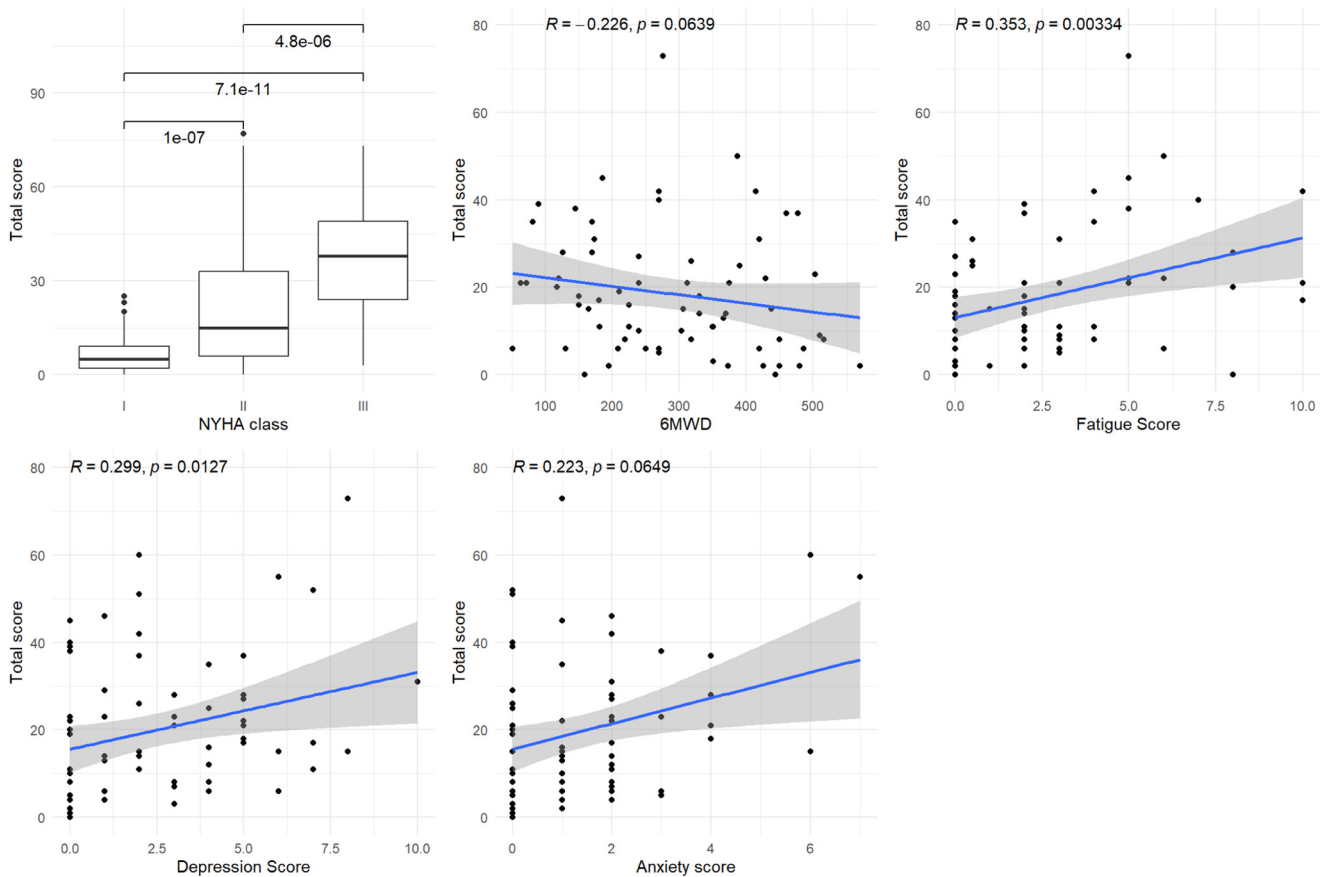 4.8e-06
7.1e-11
1e-07
90
60
30
0
Total score
I II III
NYHA class
R = −0.226, p = 0.0639
80
60
40
20
0
Total score
100 200 300 400 500
6MWD
R = 0.353, p = 0.00334
80
60
40
20
0
Total score
0.0 2.5 5.0 7.5 10.0
Fatigue Score
R = 0.299, p = 0.0127
80
60
40
20
0
Total score
0.0 2.5 5.0 7.5 10.0
Depression Score
R = 0.223, p = 0.0649
80
60
40
20
0
Total score
0 2 4 6
Anxiety score